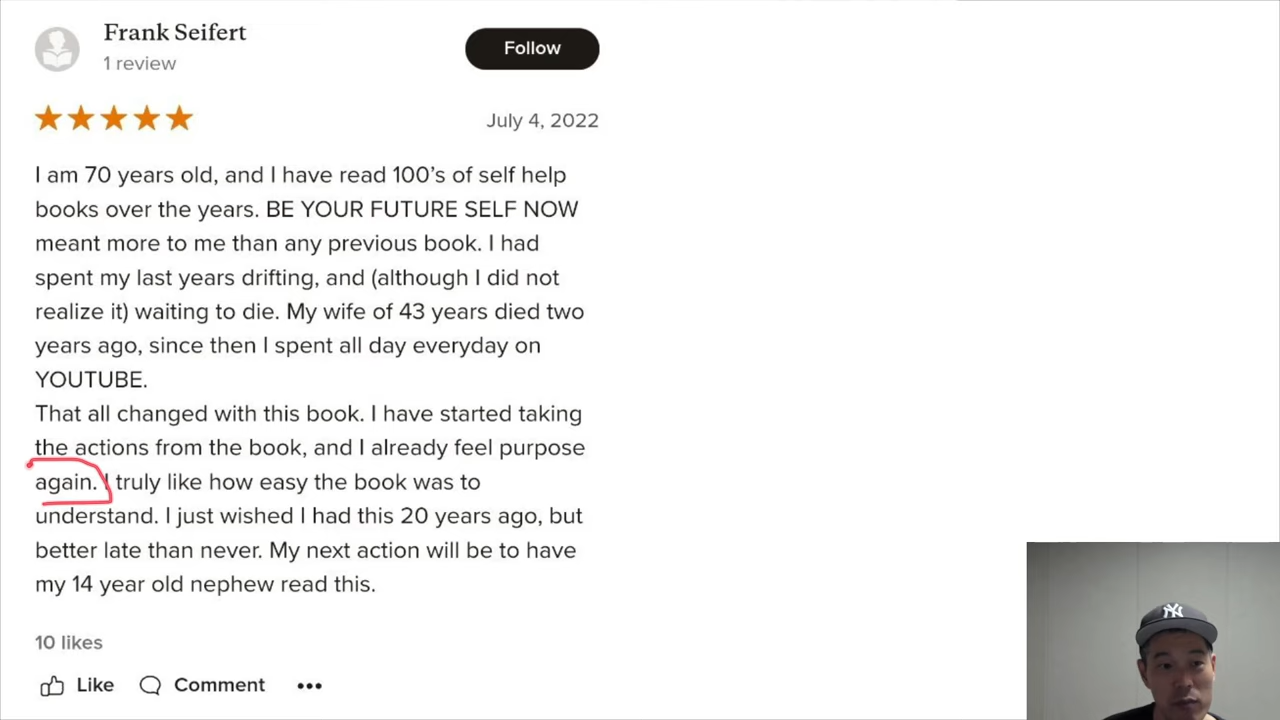 Frank Seifert
1 review
Follow
July 4, 2022
I am 70 years old, and I have read 100’s of self help
books over the years. BE YOUR FUTURE SELF NOW
meant more to me than any previous book. I had
spent my last years drifting, and (although I did not
realize it) waiting to die. My wife of 43 years died two
years ago, since then I spent all day everyday on
YOUTUBE.
That all changed with this book. I have started taking
the actions from the book, and I already feel purpose
again. I truly like how easy the book was to
understand. I just wished I had this 20 years ago, but
better late than never. My next action will be to have
my 14 year old nephew read this.
10 likes
Like
Comment
NY